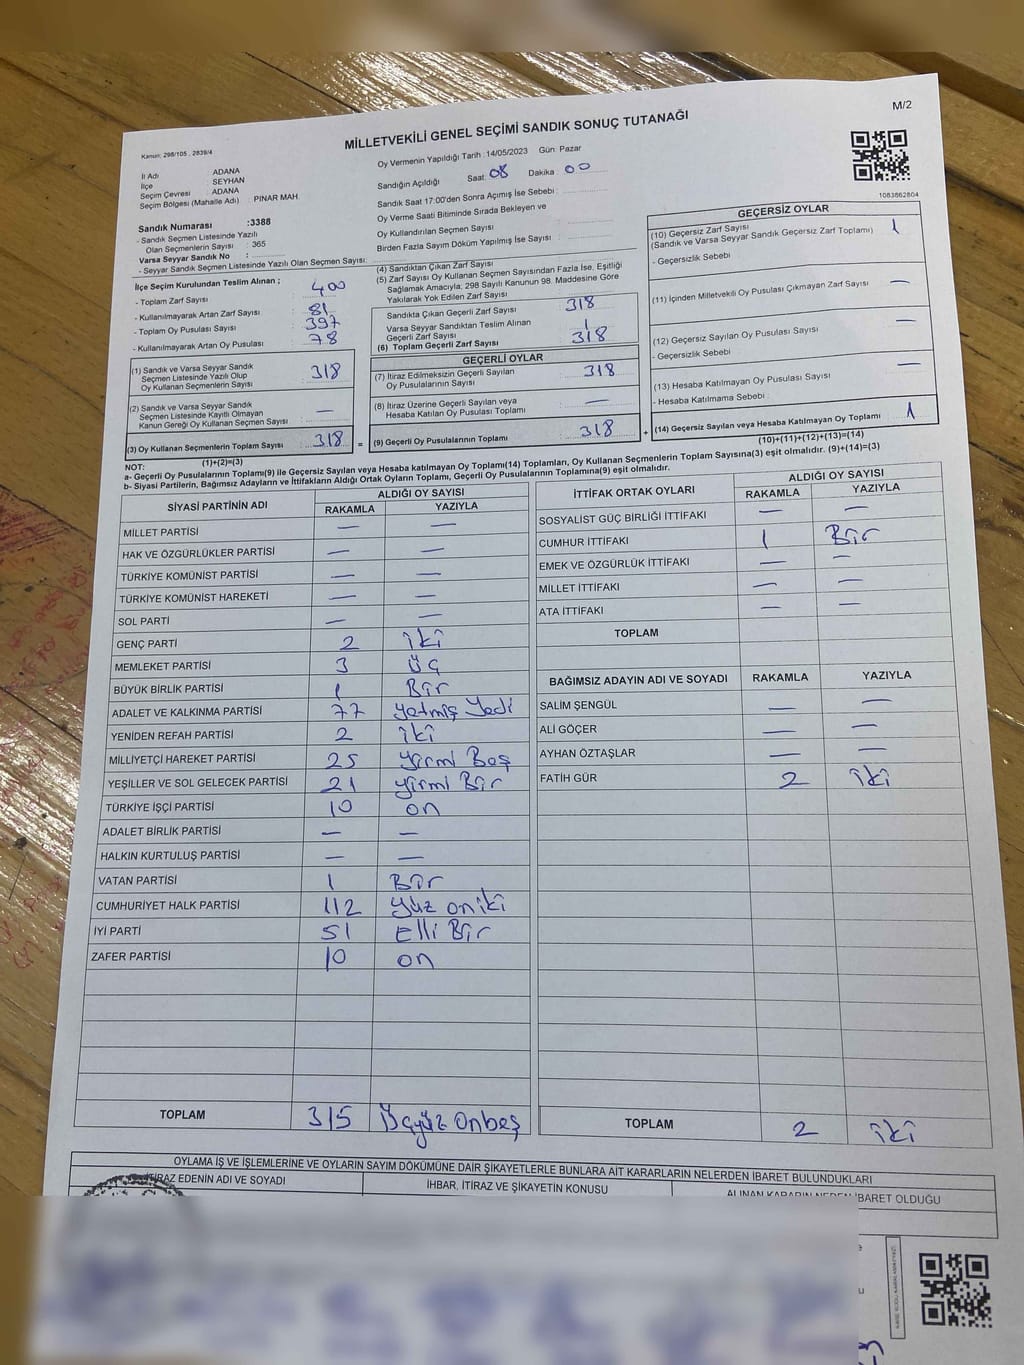 M/2
MİLLETVEKİLİ GENEL SEÇİMİ SANDIK SONUÇ TUTANAĞI
Kanun: 298/105 , 2839/4
İl Adı ADANA
İlçe SEYHAN
Seçim Çevresi : ADANA
Seçim Bölgesi (Mahalle Adı) : PINAR MAH
Sandık Numarası :3388
- Sandık Seçmen Listesinde Yazılı
Olan Seçmenlerin Sayısı : 365
Varsa Seyyar Sandık No :
- Seyyar Sandık Seçmen Listesinde Yazılı Olan Seçmen Sayısı:
Oy Vermenin Yapıldığı Tarih :14/05/2023 Gün: Pazar
Sandığın Açıldığı Saat: 08 Dakika : 00
Sandık Saat 17:00'den Sonra Açımış İse Sebebi :
Oy Verme Saati Bitiminde Sırada Bekleyen ve
Oy Kullandırılan Seçmen Sayısı :
Birden Fazla Sayım Döküm Yapılmış İse Sayısı :
1083862804
İlçe Seçim Kurulundan Teslim Alınan ;
- Toplam Zarf Sayısı : 400
- Kullanılmayarak Artan Zarf Sayısı : 81
- Toplam Oy Pusulası Sayısı : 397
- Kullanılmayarak Artan Oy Pusulası : 78
(1) Sandık ve Varsa Seyyar Sandık
Seçmen Listesinde Yazılı Olup
Oy Kullanan Seçmenlerin Sayısı : 318
(2) Sandık ve Varsa Seyyar Sandık
Seçmen Listesinde Kayıtlı Olmayan
Kanun Gereği Oy Kullanan Seçmen Sayısı : —
(3) Oy Kullanan Seçmenlerin Toplam Sayısı : 318 =
(1)+(2)=(3)
(4) Sandıktan Çıkan Zarf Sayısı :
(5) Zarf Sayısı Oy Kullanan Seçmen Sayısından Fazla İse, Eşitliği
Sağlamak Amacıyla, 298 Sayılı Kanunun 98. Maddesine Göre
Yakılarak Yok Edilen Zarf Sayısı :
Sandıkta Çıkan Geçerli Zarf Sayısı : 318
Varsa Seyyar Sandıktan Teslim Alınan
Geçerli Zarf Sayısı
(6) Toplam Geçerli Zarf Sayısı : 318
GEÇERLİ OYLAR
(7) İtiraz Edilmeksizin Geçerli Sayılan
Oy Pusulalarının Sayısı : 318
(8) İtiraz Üzerine Geçerli Sayılan veya
Hesaba Katılan Oy Pusulası Toplamı : —
(9) Geçerli Oy Pusulalarının Toplamı : 318 +
GEÇERSİZ OYLAR
(10) Geçersiz Zarf Sayısı : 1
(Sandık ve Varsa Seyyar Sandık Geçersiz Zarf Toplamı)
- Geçersizlik Sebebi
(11) İçinden Milletvekili Oy Pusulası Çıkmayan Zarf Sayısı : —
(12) Geçersiz Sayılan Oy Pusulası Sayısı : —
- Geçersizlik Sebebi
(13) Hesaba Katılmayan Oy Pusulası Sayısı : —
- Hesaba Katılmama Sebebi
(14) Geçersiz Sayılan veya Hesaba Katılmayan Oy Toplamı : 1
(10)+(11)+(12)+(13)=(14)
NOT:
a- Geçerli Oy Pusulalarının Toplamı(9) ile Geçersiz Sayılan veya Hesaba katılmayan Oy Toplamı(14) Toplamları, Oy Kullanan Seçmenlerin Toplam Sayısına(3) eşit olmalıdır. (9)+(14)=(3)
b- Siyasi Partilerin, Bağımsız Adayların ve İttifakların Aldığı Ortak Oyların Toplamı, Geçerli Oy Pusulalarının Toplamına(9) eşit olmalıdır.
SİYASİ PARTİNİN ADI ALDIĞI OY SAYISI
RAKAMLA YAZIYLA
MİLLET PARTİSİ — —
HAK VE ÖZGÜRLÜKLER PARTİSİ — —
TÜRKİYE KOMÜNİST PARTİSİ — —
TÜRKİYE KOMÜNİST HAREKETİ — —
SOL PARTİ — —
GENÇ PARTİ 2 iki
MEMLEKET PARTİSİ 3 Üç
BÜYÜK BİRLİK PARTİSİ 1 Bir
ADALET VE KALKINMA PARTİSİ 77 yetmiş Yedi
YENİDEN REFAH PARTİSİ 2 iki
MİLLİYETÇİ HAREKET PARTİSİ 25 yirmi Beş
YEŞİLLER VE SOL GELECEK PARTİSİ 21 yirmi Bir
TÜRKİYE İŞÇİ PARTİSİ 10 on
ADALET BİRLİK PARTİSİ — —
HALKIN KURTULUŞ PARTİSİ — —
VATAN PARTİSİ 1 Bir
CUMHURİYET HALK PARTİSİ 112 yüz on iki
İYİ PARTİ 51 Elli Bir
ZAFER PARTİSİ 10 on
TOPLAM 315 Üçyüz Onbeş
İTTİFAK ORTAK OYLARI ALDIĞI OY SAYISI
RAKAMLA YAZIYLA
SOSYALIST GÜÇ BİRLİĞİ İTTİFAKI — —
CUMHUR İTTİFAKI 1 Bir
EMEK VE ÖZGÜRLÜK İTTİFAKI — —
MİLLET İTTİFAKI — —
ATA İTTİFAKI — —
TOPLAM
BAĞIMSIZ ADAYIN ADI VE SOYADI RAKAMLA YAZIYLA
SALİM ŞENGÜL — —
ALİ GÖÇER — —
AYHAN ÖZTAŞLAR — —
FATİH GÜR 2 iki
TOPLAM 2 iki
OYLAMA İŞ VE İŞLEMLERİNE VE OYLARIN SAYIM DÖKÜMÜNE DAİR ŞİKAYETLERLE BUNLARA AİT KARARLARIN NELERDEN İBARET BULUNDUKLARI
İTİRAZ EDENİN ADI VE SOYADI İHBAR, İTİRAZ VE ŞİKAYETİN KONUSU ALINAN KARARIN NEDEN İBARET OLDUĞU